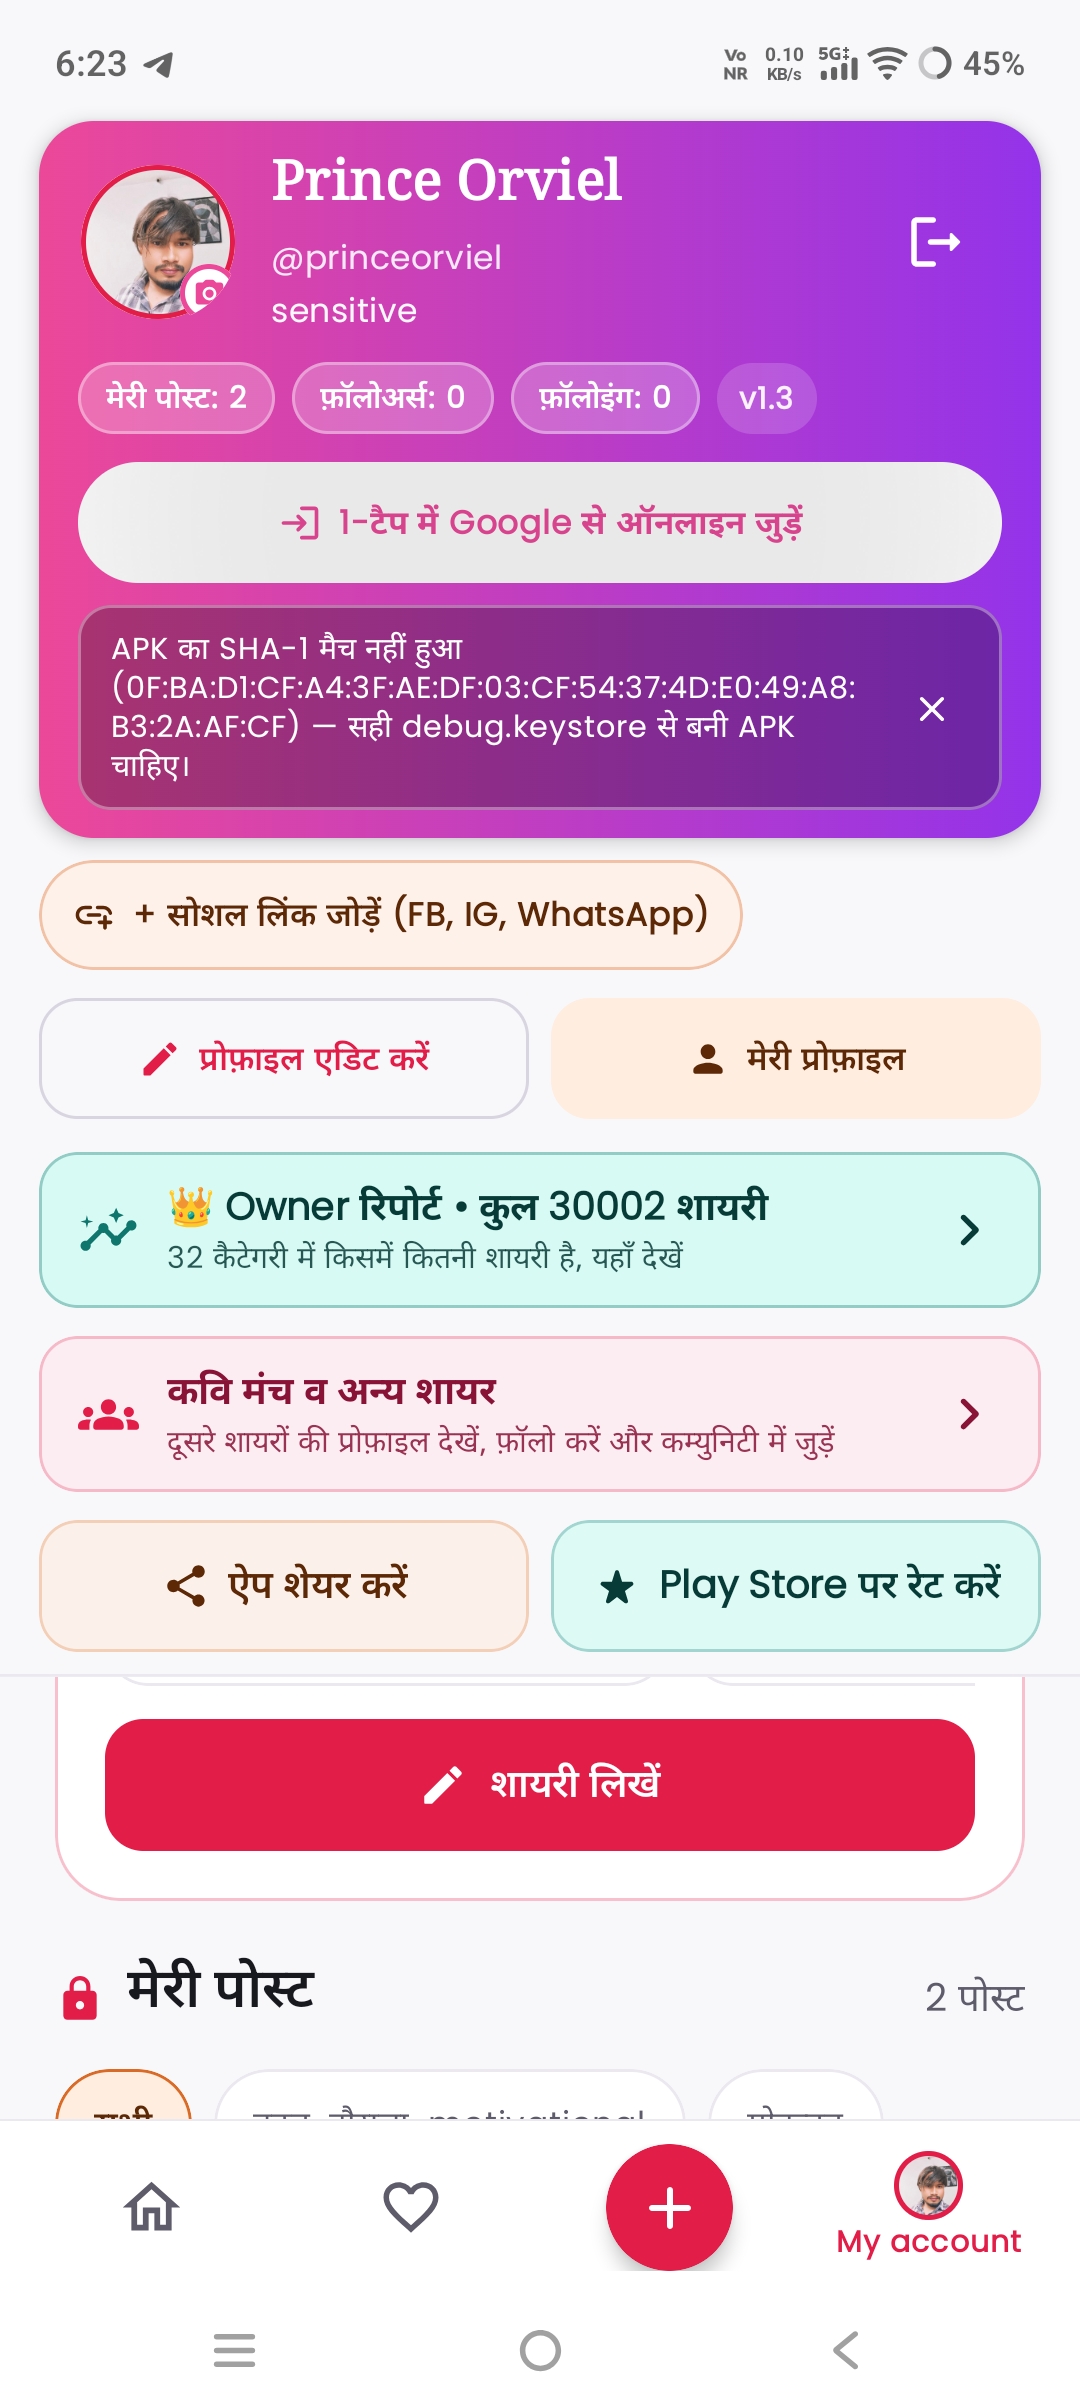 6:23
Vo NR 0.10 KB/s 5G‡ 45%
Prince Orviel
@princeorviel
sensitive
मेरी पोस्ट: 2 फ़ॉलोअर्स: 0 फ़ॉलोइंग: 0 v1.3
1-टैप में Google से ऑनलाइन जुड़ें
APK का SHA-1 मैच नहीं हुआ
(0F:BA:D1:CF:A4:3F:AE:DF:03:CF:54:37:4D:E0:49:A8:
B3:2A:AF:CF) — सही debug.keystore से बनी APK
चाहिए।
+ सोशल लिंक जोड़ें (FB, IG, WhatsApp)
प्रोफ़ाइल एडिट करें मेरी प्रोफ़ाइल
👑 Owner रिपोर्ट • कुल 30002 शायरी
32 कैटेगरी में किसमें कितनी शायरी है, यहाँ देखें
कवि मंच व अन्य शायर
दूसरे शायरों की प्रोफ़ाइल देखें, फ़ॉलो करें और कम्युनिटी में जुड़ें
ऐप शेयर करें Play Store पर रेट करें
शायरी लिखें
मेरी पोस्ट 2 पोस्ट
सभी motivational
My account